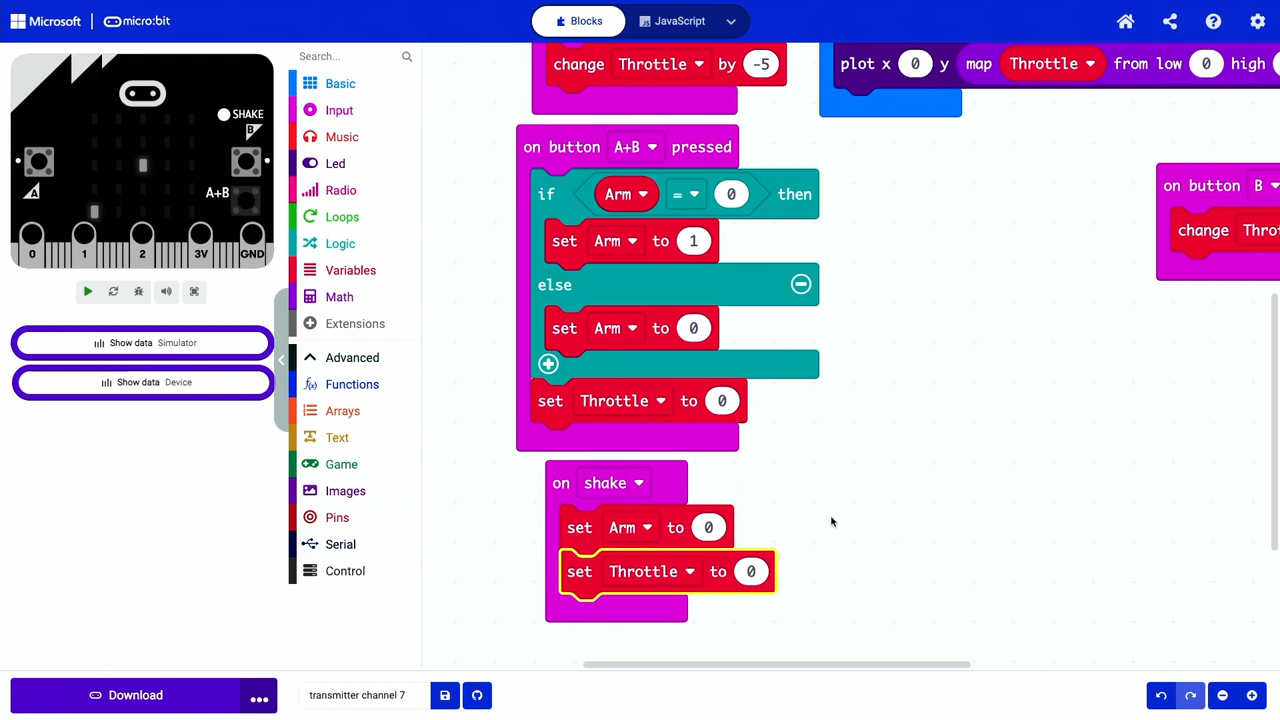 Microsoft micro:bit Blocks JavaScript
Search...
Basic
Input
Music
Led
Radio
Loops
Logic
Variables
Math
Extensions
Advanced
Functions
Arrays
Text
Game
Images
Pins
Serial
Control
SHAKE
B
A
A+B
0 1 2 3V GND
Show data Simulator
Show data Device
change Throttle by -5
plot x 0 y map Throttle from low 0 high
on button A+B pressed
if Arm = 0 then
set Arm to 1
else
set Arm to 0
set Throttle to 0
on button B
change Thro
on shake
set Arm to 0
set Throttle to 0
Download ...
transmitter channel 7